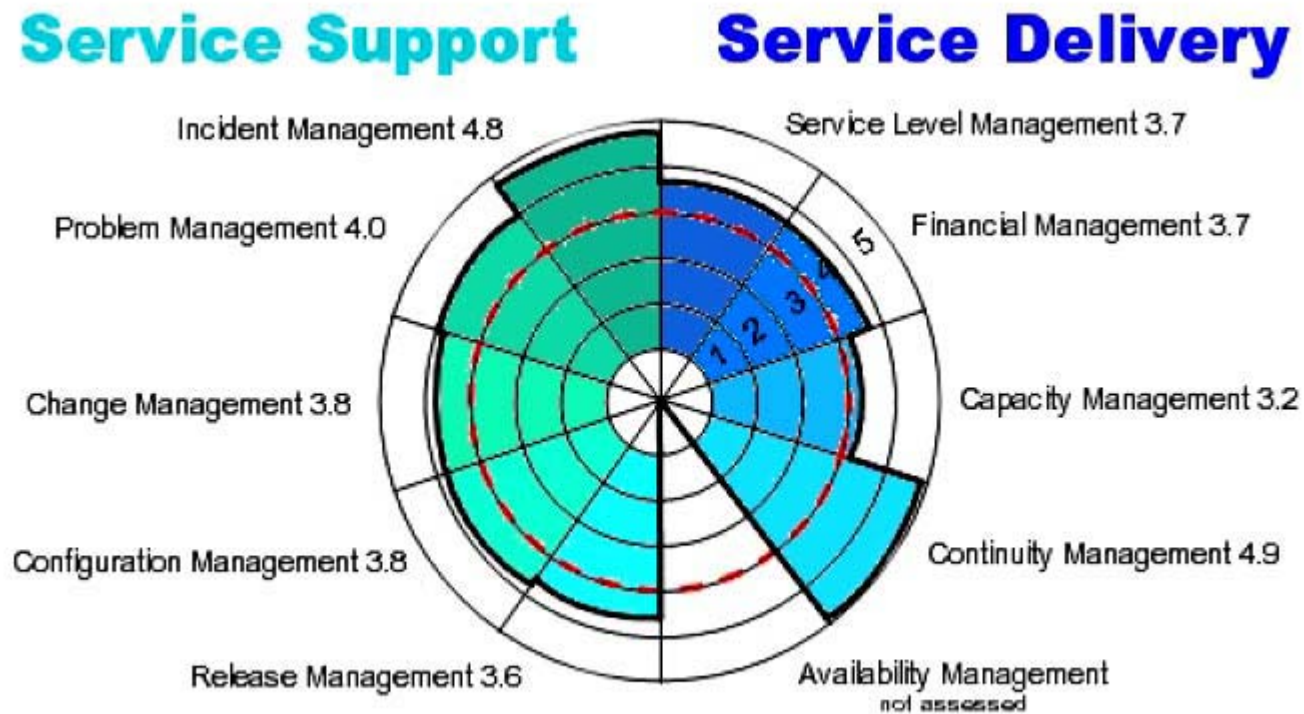 Service Support
Service Delivery
Incident Management 4.8
Service Level Management 3.7
Problem Management 4.0
Financial Management 3.7
5
4
3
2
1
Change Management 3.8
Capacity Management 3.2
Configuration Management 3.8
Continuity Management 4.9
Release Management 3.6
Availability Management
not assessed